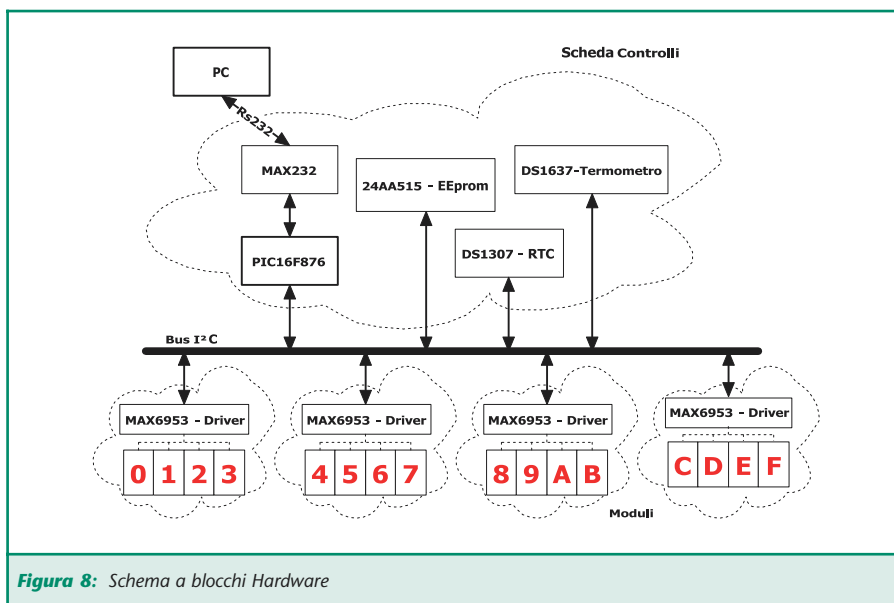 Scheda Controlli
PC
Rs232
MAX232
24AA515 - EEprom
DS1637-Termometro
PIC16F876
DS1307 - RTC
Bus I²C
MAX6953 - Driver
MAX6953 - Driver
MAX6953 - Driver
MAX6953 - Driver
0 1 2 3
4 5 6 7
8 9 A B
C D E F
Moduli
Figura 8: Schema a blocchi Hardware